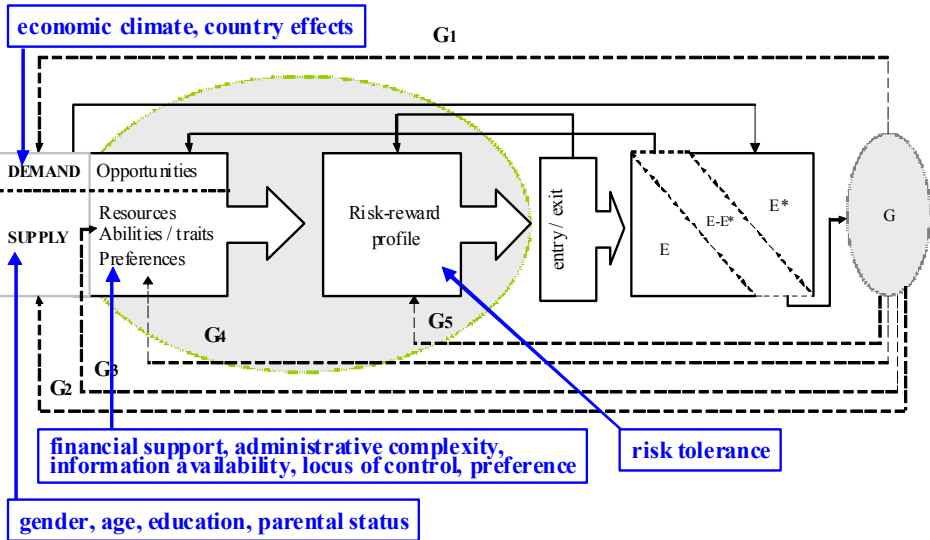 economic climate, country effects
G1
DEMAND
Opportunities
SUPPLY
Resources
Abilities / traits
Preferences
Risk-reward
profile
entry / exit
E
E-E*
E*
G
G5
G4
G3
G2
financial support, administrative complexity,
information availability, locus of control, preference
risk tolerance
gender, age, education, parental status